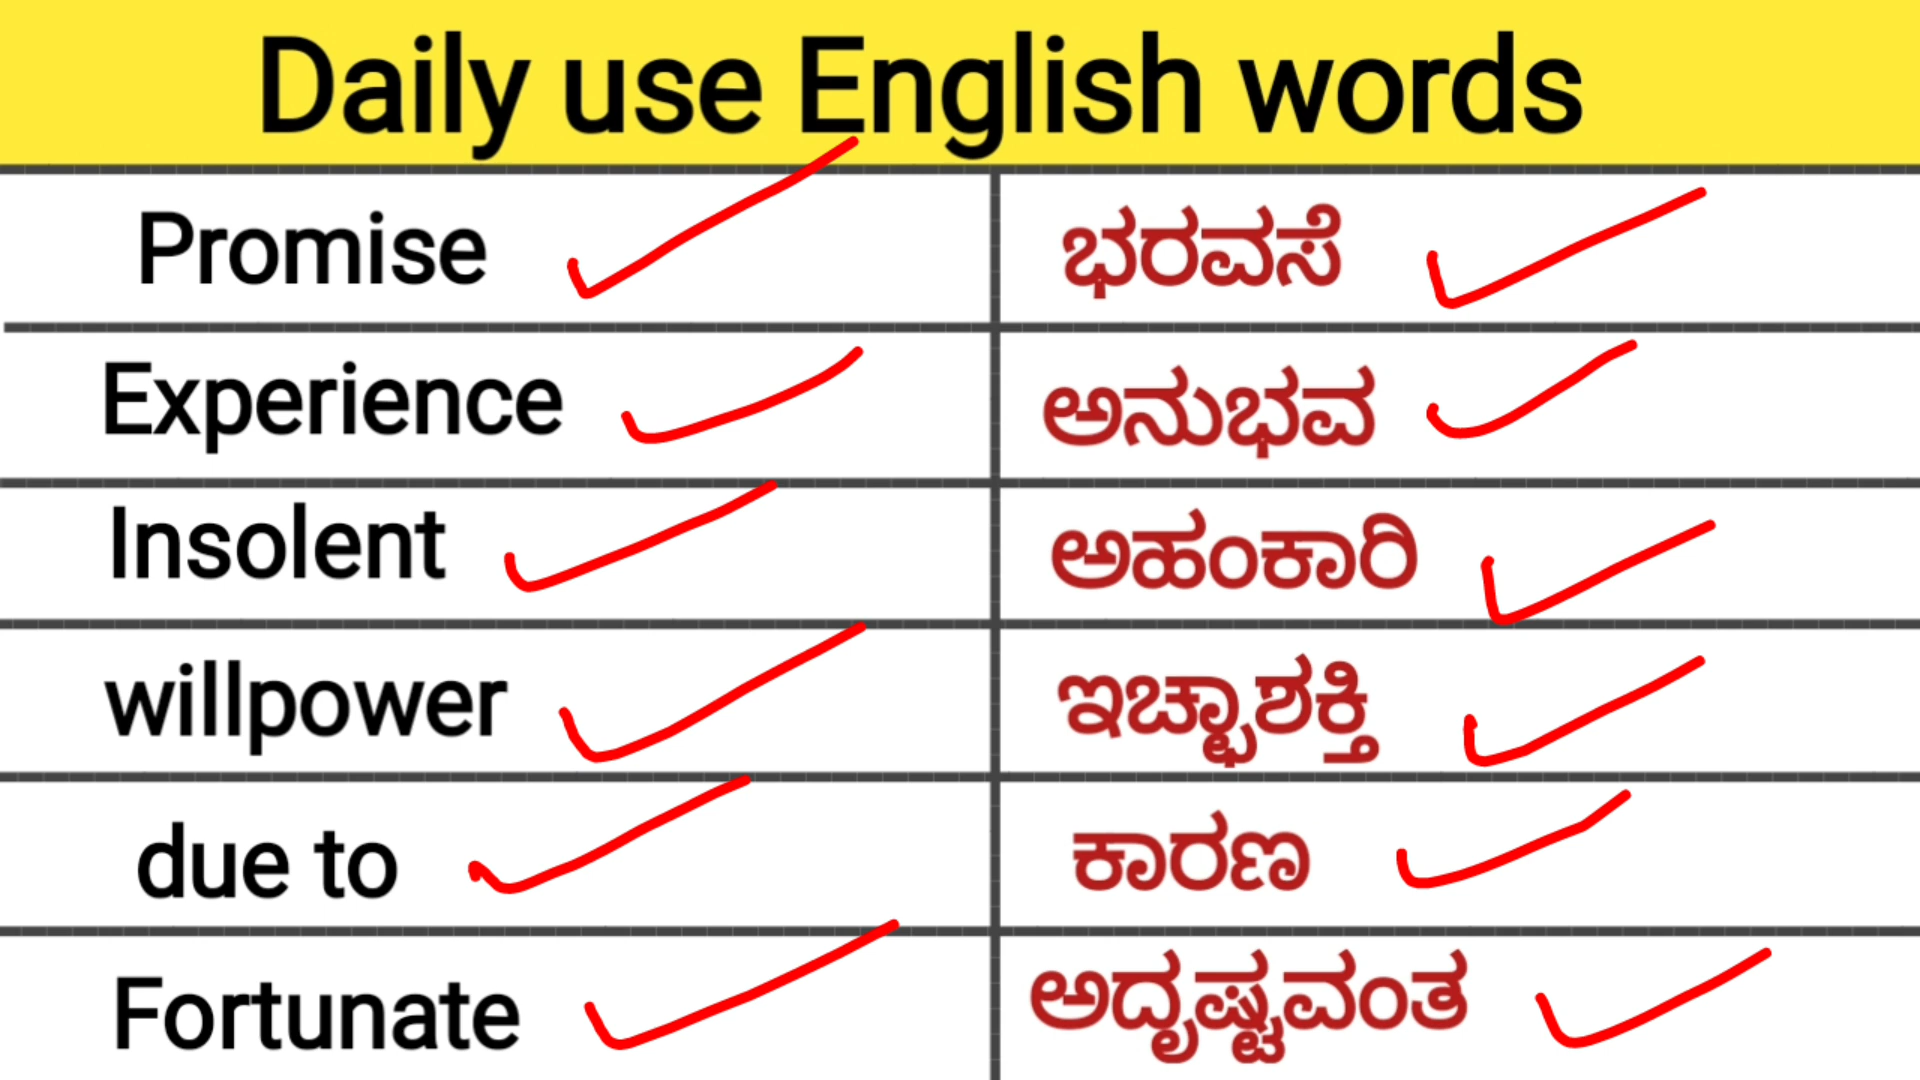 Daily use English words
Promise ಭರವಸೆ
Experience ಅನುಭವ
Insolent ಅಹಂಕಾರಿ
willpower ಇಚ್ಛಾಶಕ್ತಿ
due to ಕಾರಣ
Fortunate ಅದೃಷ್ಟವಂತ